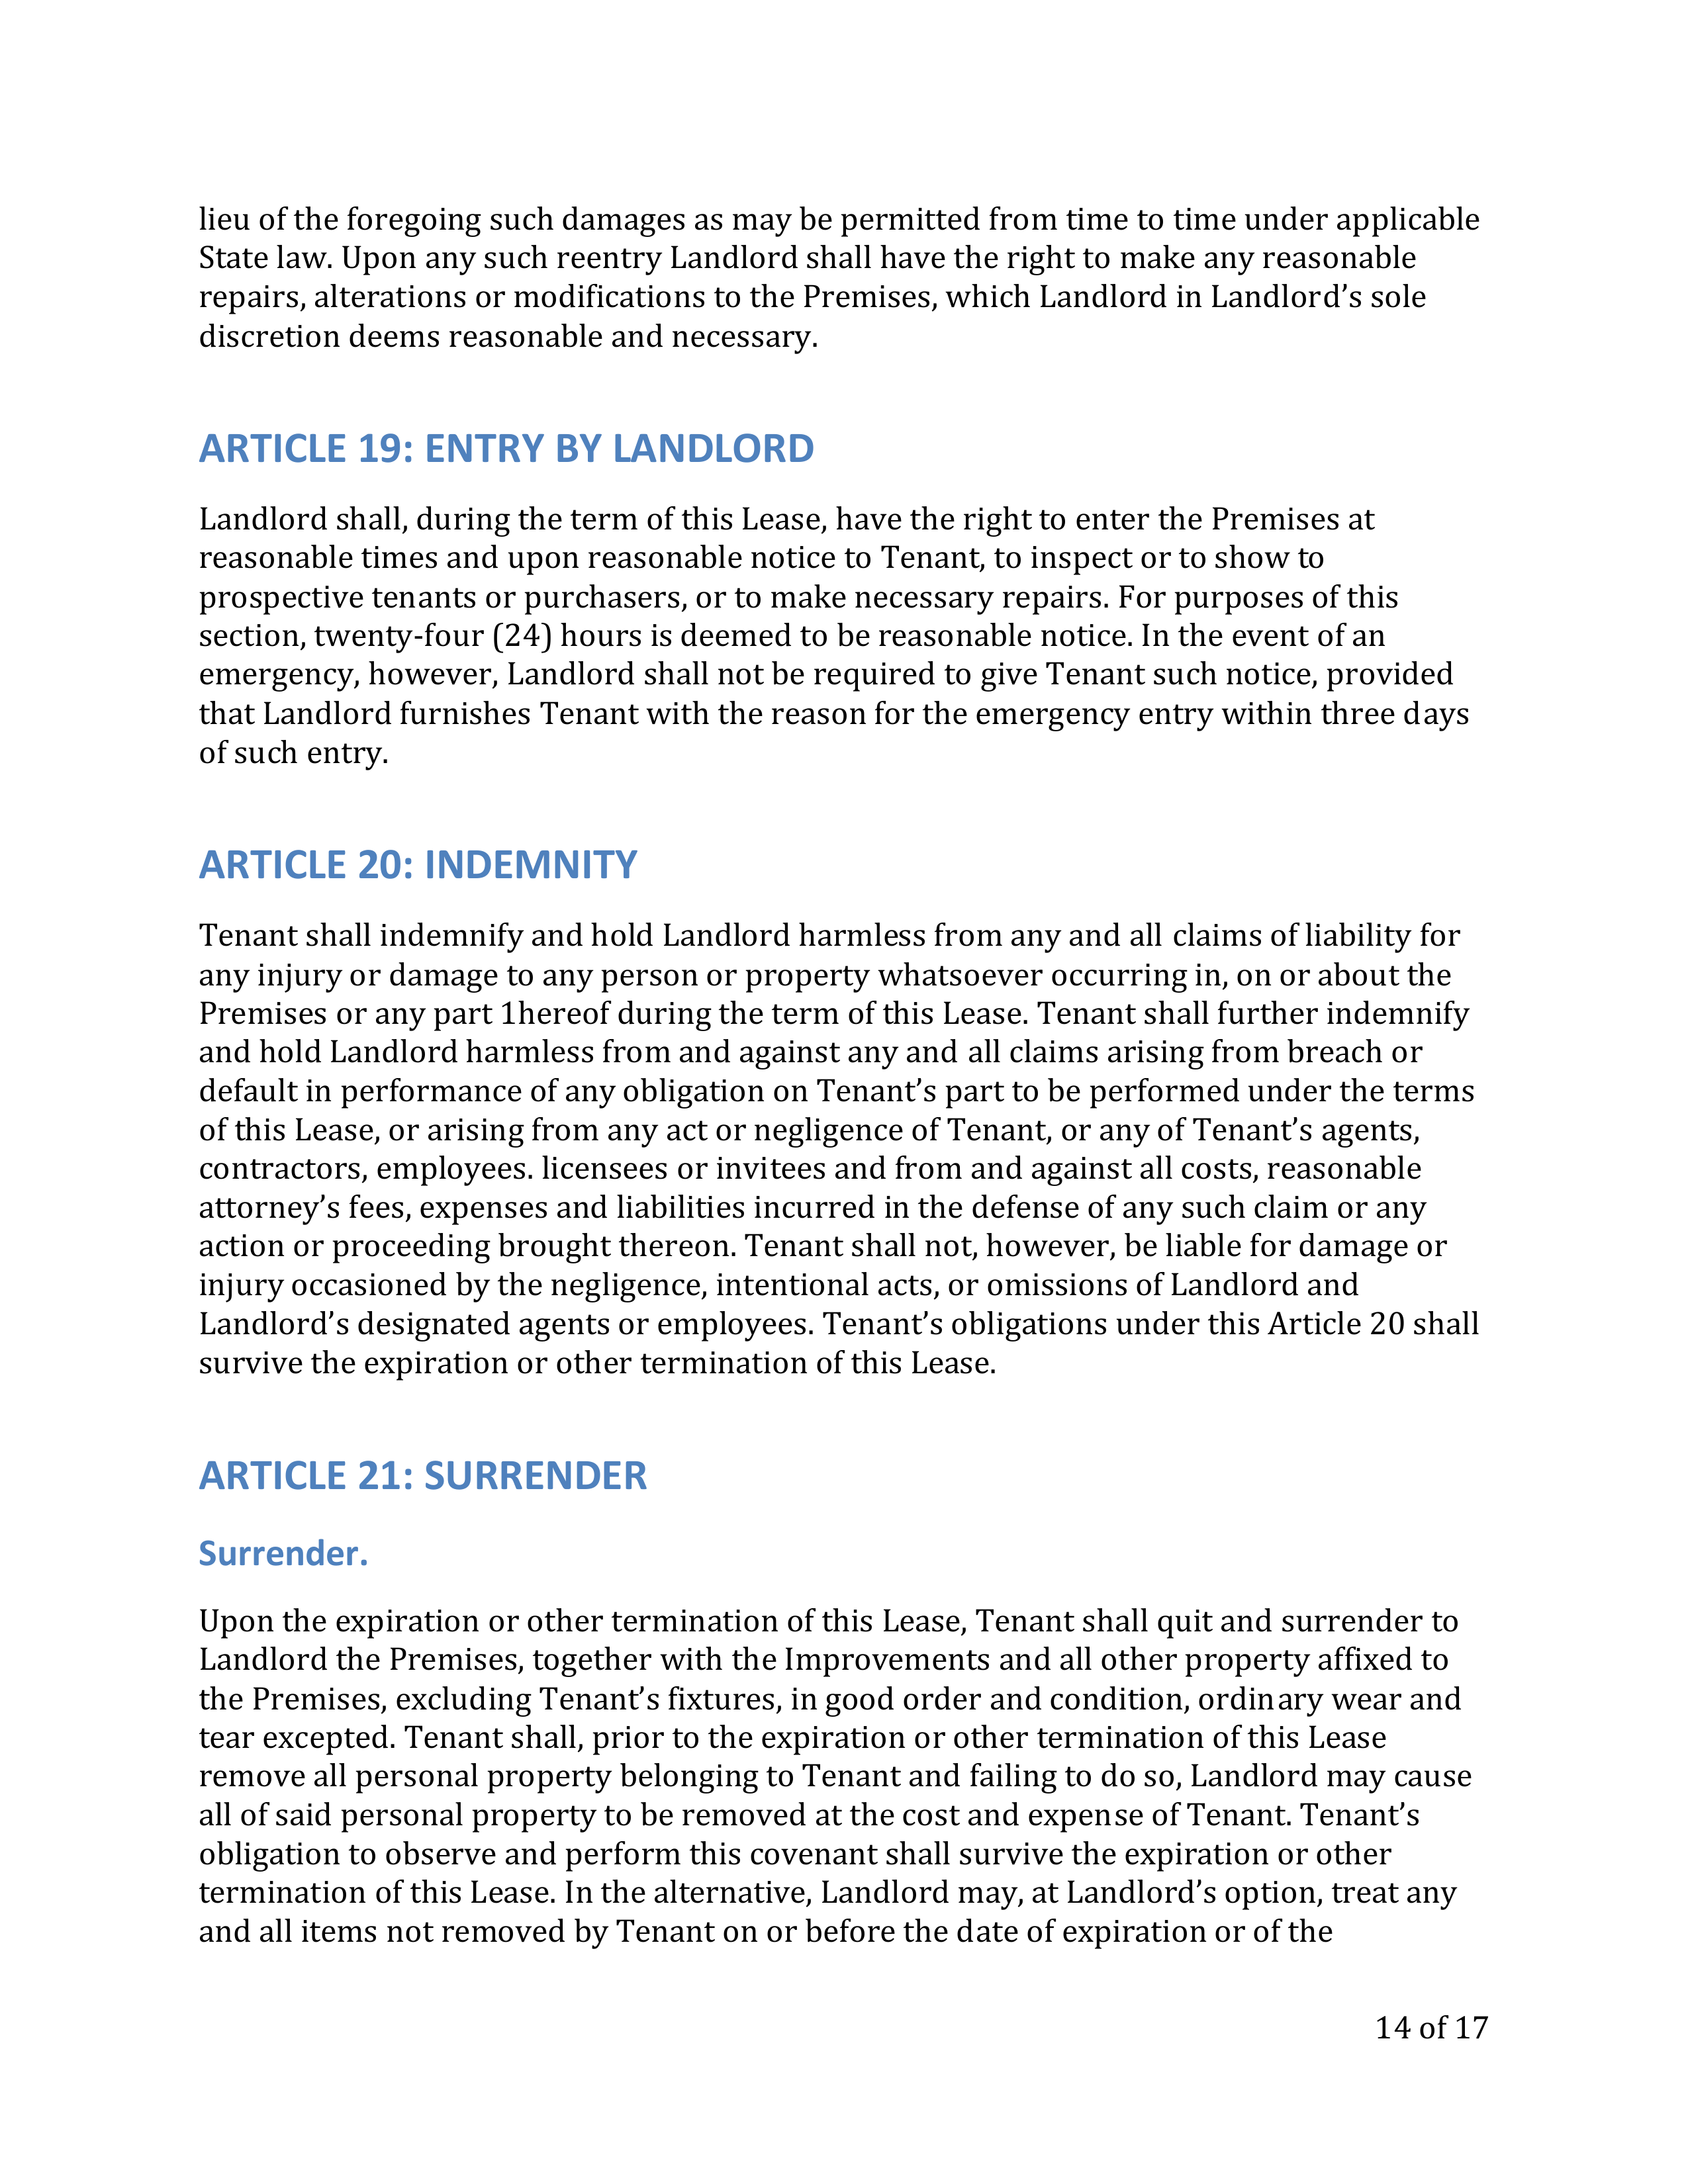 lieu of the foregoing such damages as may be permitted from time to time under applicable
State law. Upon any such reentry Landlord shall have the right to make any reasonable
repairs, alterations or modifications to the Premises, which Landlord in Landlord’s sole
discretion deems reasonable and necessary.
ARTICLE 19: ENTRY BY LANDLORD
Landlord shall, during the term of this Lease, have the right to enter the Premises at
reasonable times and upon reasonable notice to Tenant, to inspect or to show to
prospective tenants or purchasers, or to make necessary repairs. For purposes of this
section, twenty-four (24) hours is deemed to be reasonable notice. In the event of an
emergency, however, Landlord shall not be required to give Tenant such notice, provided
that Landlord furnishes Tenant with the reason for the emergency entry within three days
of such entry.
ARTICLE 20: INDEMNITY
Tenant shall indemnify and hold Landlord harmless from any and all claims of liability for
any injury or damage to any person or property whatsoever occurring in, on or about the
Premises or any part 1hereof during the term of this Lease. Tenant shall further indemnify
and hold Landlord harmless from and against any and all claims arising from breach or
default in performance of any obligation on Tenant’s part to be performed under the terms
of this Lease, or arising from any act or negligence of Tenant, or any of Tenant’s agents,
contractors, employees. licensees or invitees and from and against all costs, reasonable
attorney’s fees, expenses and liabilities incurred in the defense of any such claim or any
action or proceeding brought thereon. Tenant shall not, however, be liable for damage or
injury occasioned by the negligence, intentional acts, or omissions of Landlord and
Landlord’s designated agents or employees. Tenant’s obligations under this Article 20 shall
survive the expiration or other termination of this Lease.
ARTICLE 21: SURRENDER
Surrender.
Upon the expiration or other termination of this Lease, Tenant shall quit and surrender to
Landlord the Premises, together with the Improvements and all other property affixed to
the Premises, excluding Tenant’s fixtures, in good order and condition, ordinary wear and
tear excepted. Tenant shall, prior to the expiration or other termination of this Lease
remove all personal property belonging to Tenant and failing to do so, Landlord may cause
all of said personal property to be removed at the cost and expense of Tenant. Tenant’s
obligation to observe and perform this covenant shall survive the expiration or other
termination of this Lease. In the alternative, Landlord may, at Landlord’s option, treat any
and all items not removed by Tenant on or before the date of expiration or of the
14 of 17